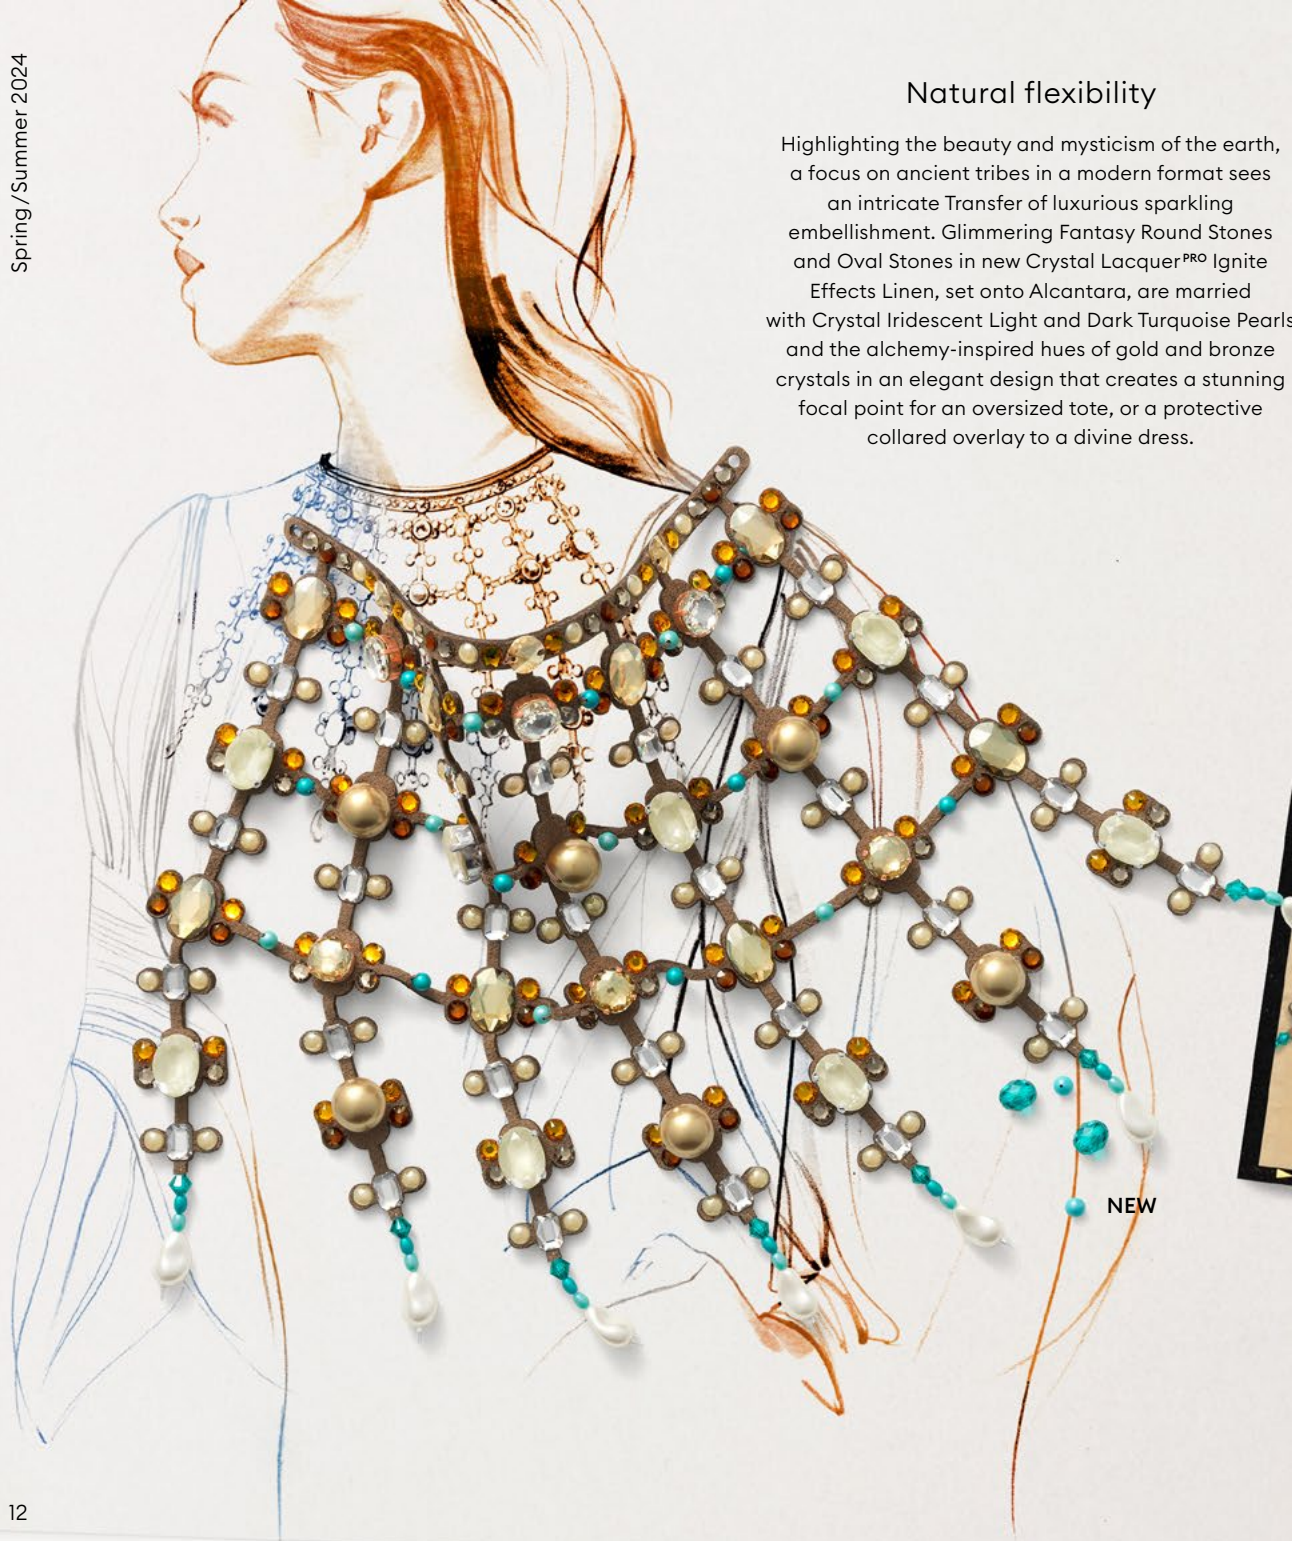 Spring/Summer 2024
Natural flexibility
Highlighting the beauty and mysticism of the earth,
a focus on ancient tribes in a modern format sees
an intricate Transfer of luxurious sparkling
embellishment. Glimmering Fantasy Round Stones
and Oval Stones in new Crystal Lacquerᴾᴿᴼ Ignite
Effects Linen, set onto Alcantara, are married
with Crystal Iridescent Light and Dark Turquoise Pearls
and the alchemy-inspired hues of gold and bronze
crystals in an elegant design that creates a stunning
focal point for an oversized tote, or a protective
collared overlay to a divine dress.
NEW
12